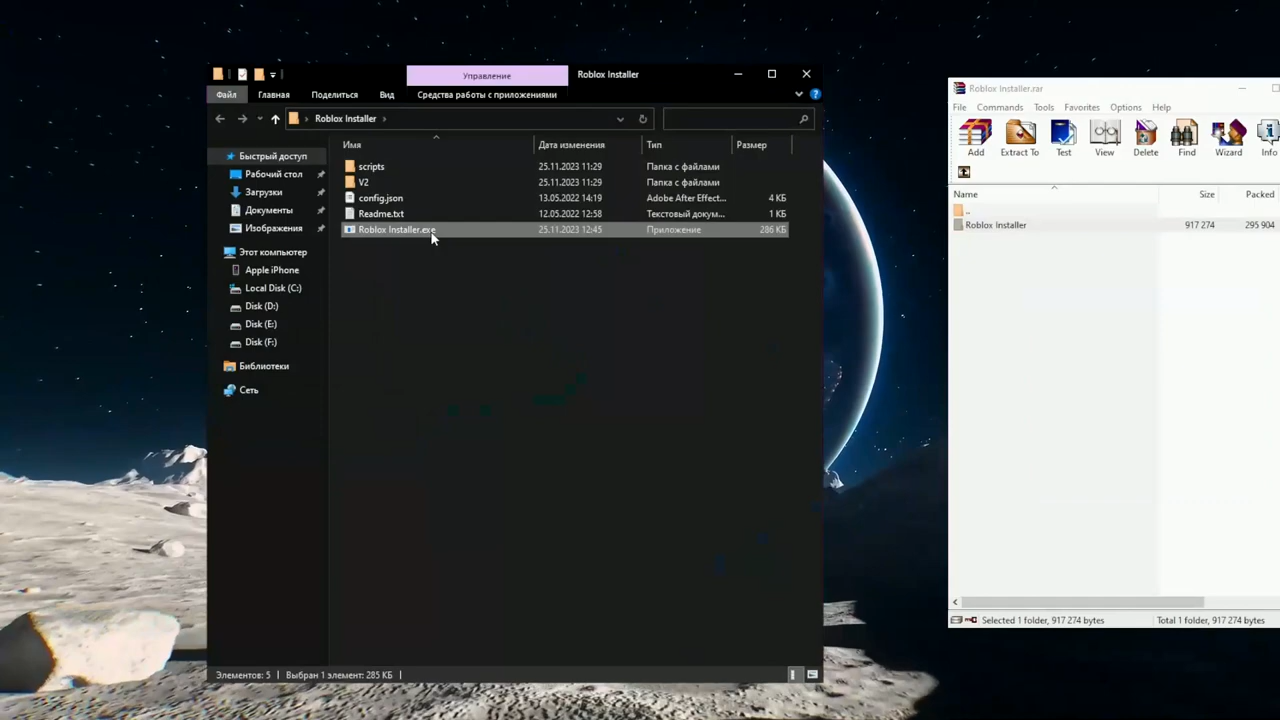 Управление
Roblox Installer
Файл
Главная
Поделиться
Вид
Средства работы с приложениями
Roblox Installer
Имя
Дата изменения
Тип
Размер
Быстрый доступ
Рабочий стол
Загрузки
Документы
Изображения
Этот компьютер
Apple iPhone
Local Disk (C:)
Disk (D:)
Disk (E:)
Disk (F:)
Библиотеки
Сеть
scripts 25.11.2023 11:29 Папка с файлами
V2 25.11.2023 11:29 Папка с файлами
config.json 13.05.2022 14:19 Adobe After Effect... 4 КБ
Readme.txt 12.05.2022 12:58 Текстовый докум... 1 КБ
Roblox Installer.exe 25.11.2023 12:45 Приложение 286 КБ
Элементов: 5
Выбран 1 элемент: 285 КБ
Roblox Installer.rar
File Commands Tools Favorites Options Help
Add Extract To Test View Delete Find Wizard Info
Name Size Packed
..
Roblox Installer 917 274 295 904
Selected 1 folder, 917 274 bytes
Total 1 folder, 917 274 bytes